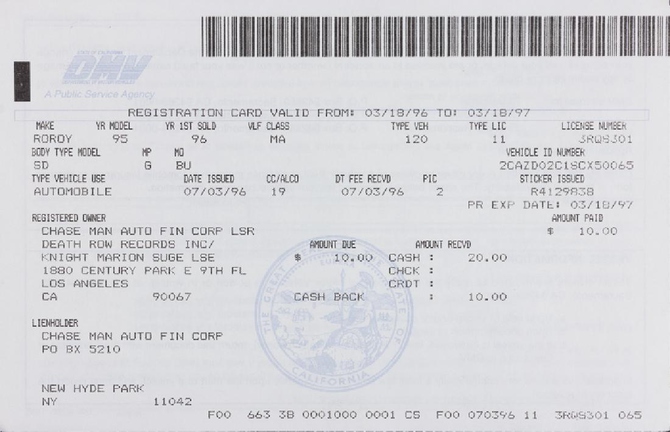 DMV
A Public Service Agency
REGISTRATION CARD VALID FROM: 03/18/96 TO: 03/18/97
MAKE YR MODEL YR 1ST SOLD VLF CLASS TYPE VEH TYPE LIC LICENSE NUMBER
ROROY 95 96 MA 120 11 3RQS301
BODY TYPE MODEL MP MO VEHICLE ID NUMBER
SD G BU 2CAZD02C1SCX50065
TYPE VEHICLE USE DATE ISSUED CC/ALCO DT FEE RECVD PIC STICKER ISSUED
AUTOMOBILE 07/03/96 19 07/03/96 2 R4129838
PR EXP DATE: 03/18/97
REGISTERED OWNER AMOUNT PAID
CHASE MAN AUTO FIN CORP LSR $ 10.00
DEATH ROW RECORDS INC/ AMOUNT DUE AMOUNT RECVD
KNIGHT MARION SUGE LSE $ 10.00 CASH : 20.00
1880 CENTURY PARK E 9TH FL CHCK :
LOS ANGELES CRDT :
CA 90067 CASH BACK : 10.00
LIENHOLDER
CHASE MAN AUTO FIN CORP
PO BX 5210
CALIFORNIA
NEW HYDE PARK
NY 11042
F00 663 3B 0001000 0001 CS F00 070396 11 3RQS301 065